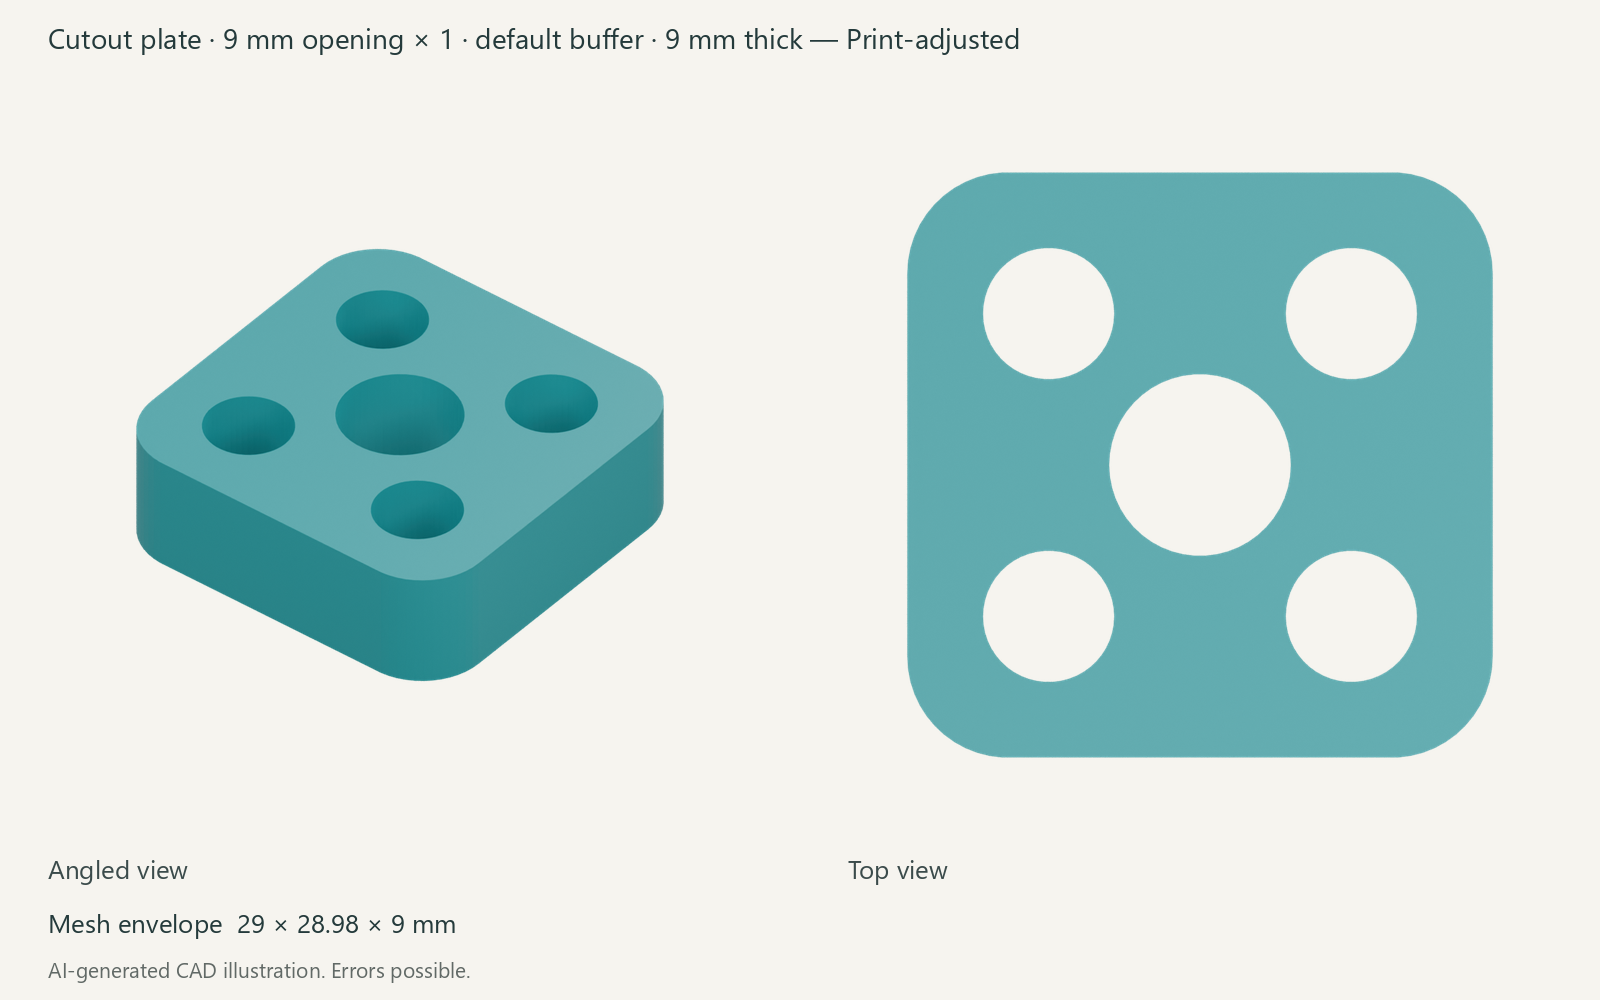 Cutout plate · 9 mm opening × 1 · default buffer · 9 mm thick — Print-adjusted
Angled view
Top view
Mesh envelope 29 × 28.98 × 9 mm
AI-generated CAD illustration. Errors possible.